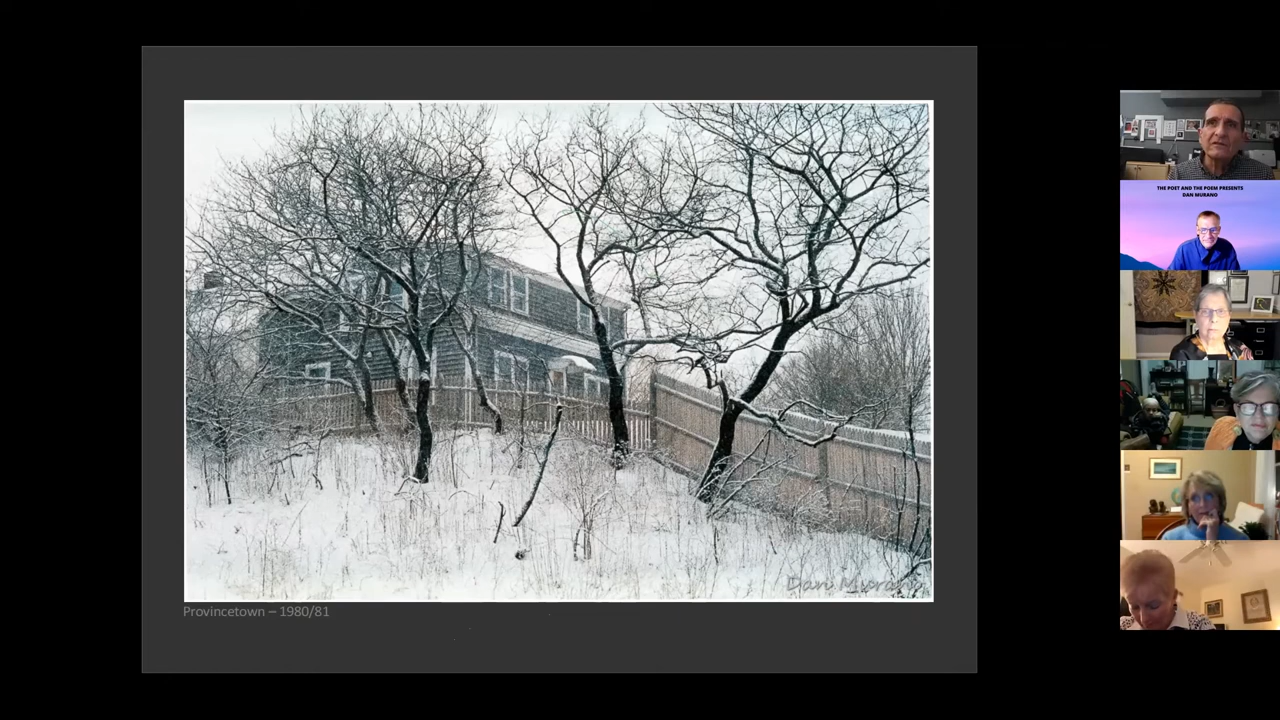 THE POET AND THE POEM PRESENTS
DAN MURANO
Dan Murano
Provincetown – 1980/81